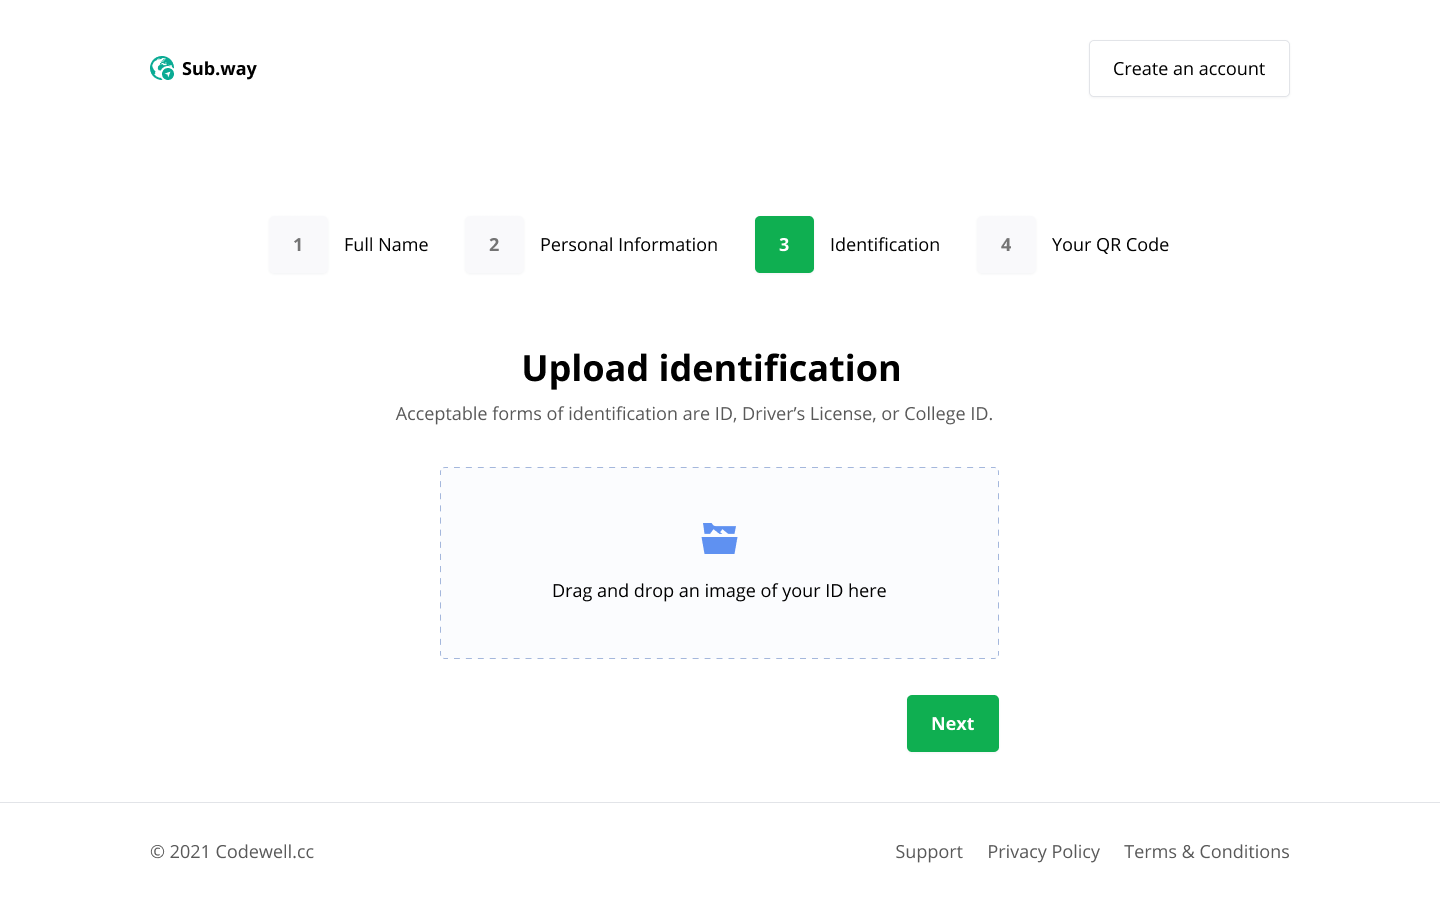 Sub.way
Create an account
1 Full Name 2 Personal Information 3 Identification 4 Your QR Code
Upload identification
Acceptable forms of identification are ID, Driver’s License, or College ID.
Drag and drop an image of your ID here
Next
© 2021 Codewell.cc
Support Privacy Policy Terms & Conditions